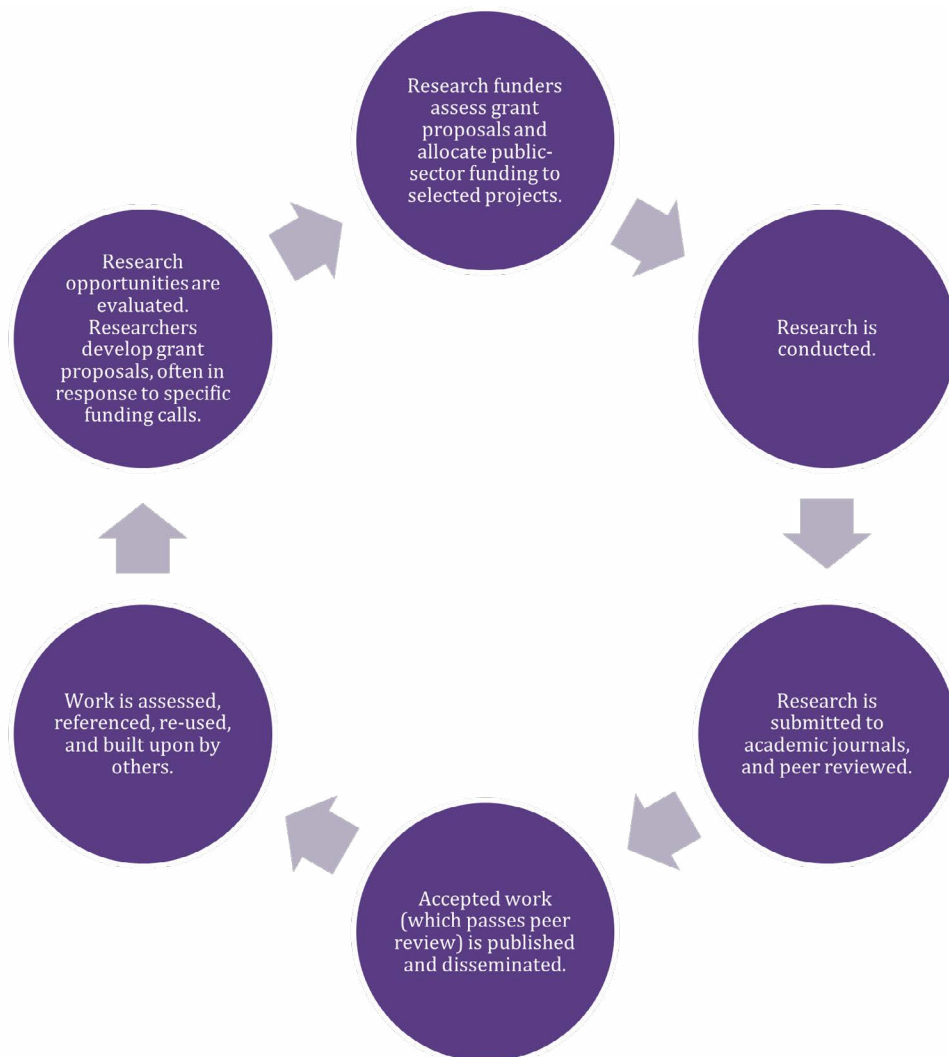 Research funders
assess grant
proposals and
allocate public-
sector funding to
selected projects.
Research is
conducted.
Research is
submitted to
academic journals,
and peer reviewed.
Accepted work
(which passes peer
review) is published
and disseminated.
Work is assessed,
referenced, re-used,
and built upon by
others.
Research
opportunities are
evaluated.
Researchers
develop grant
proposals, often in
response to specific
funding calls.